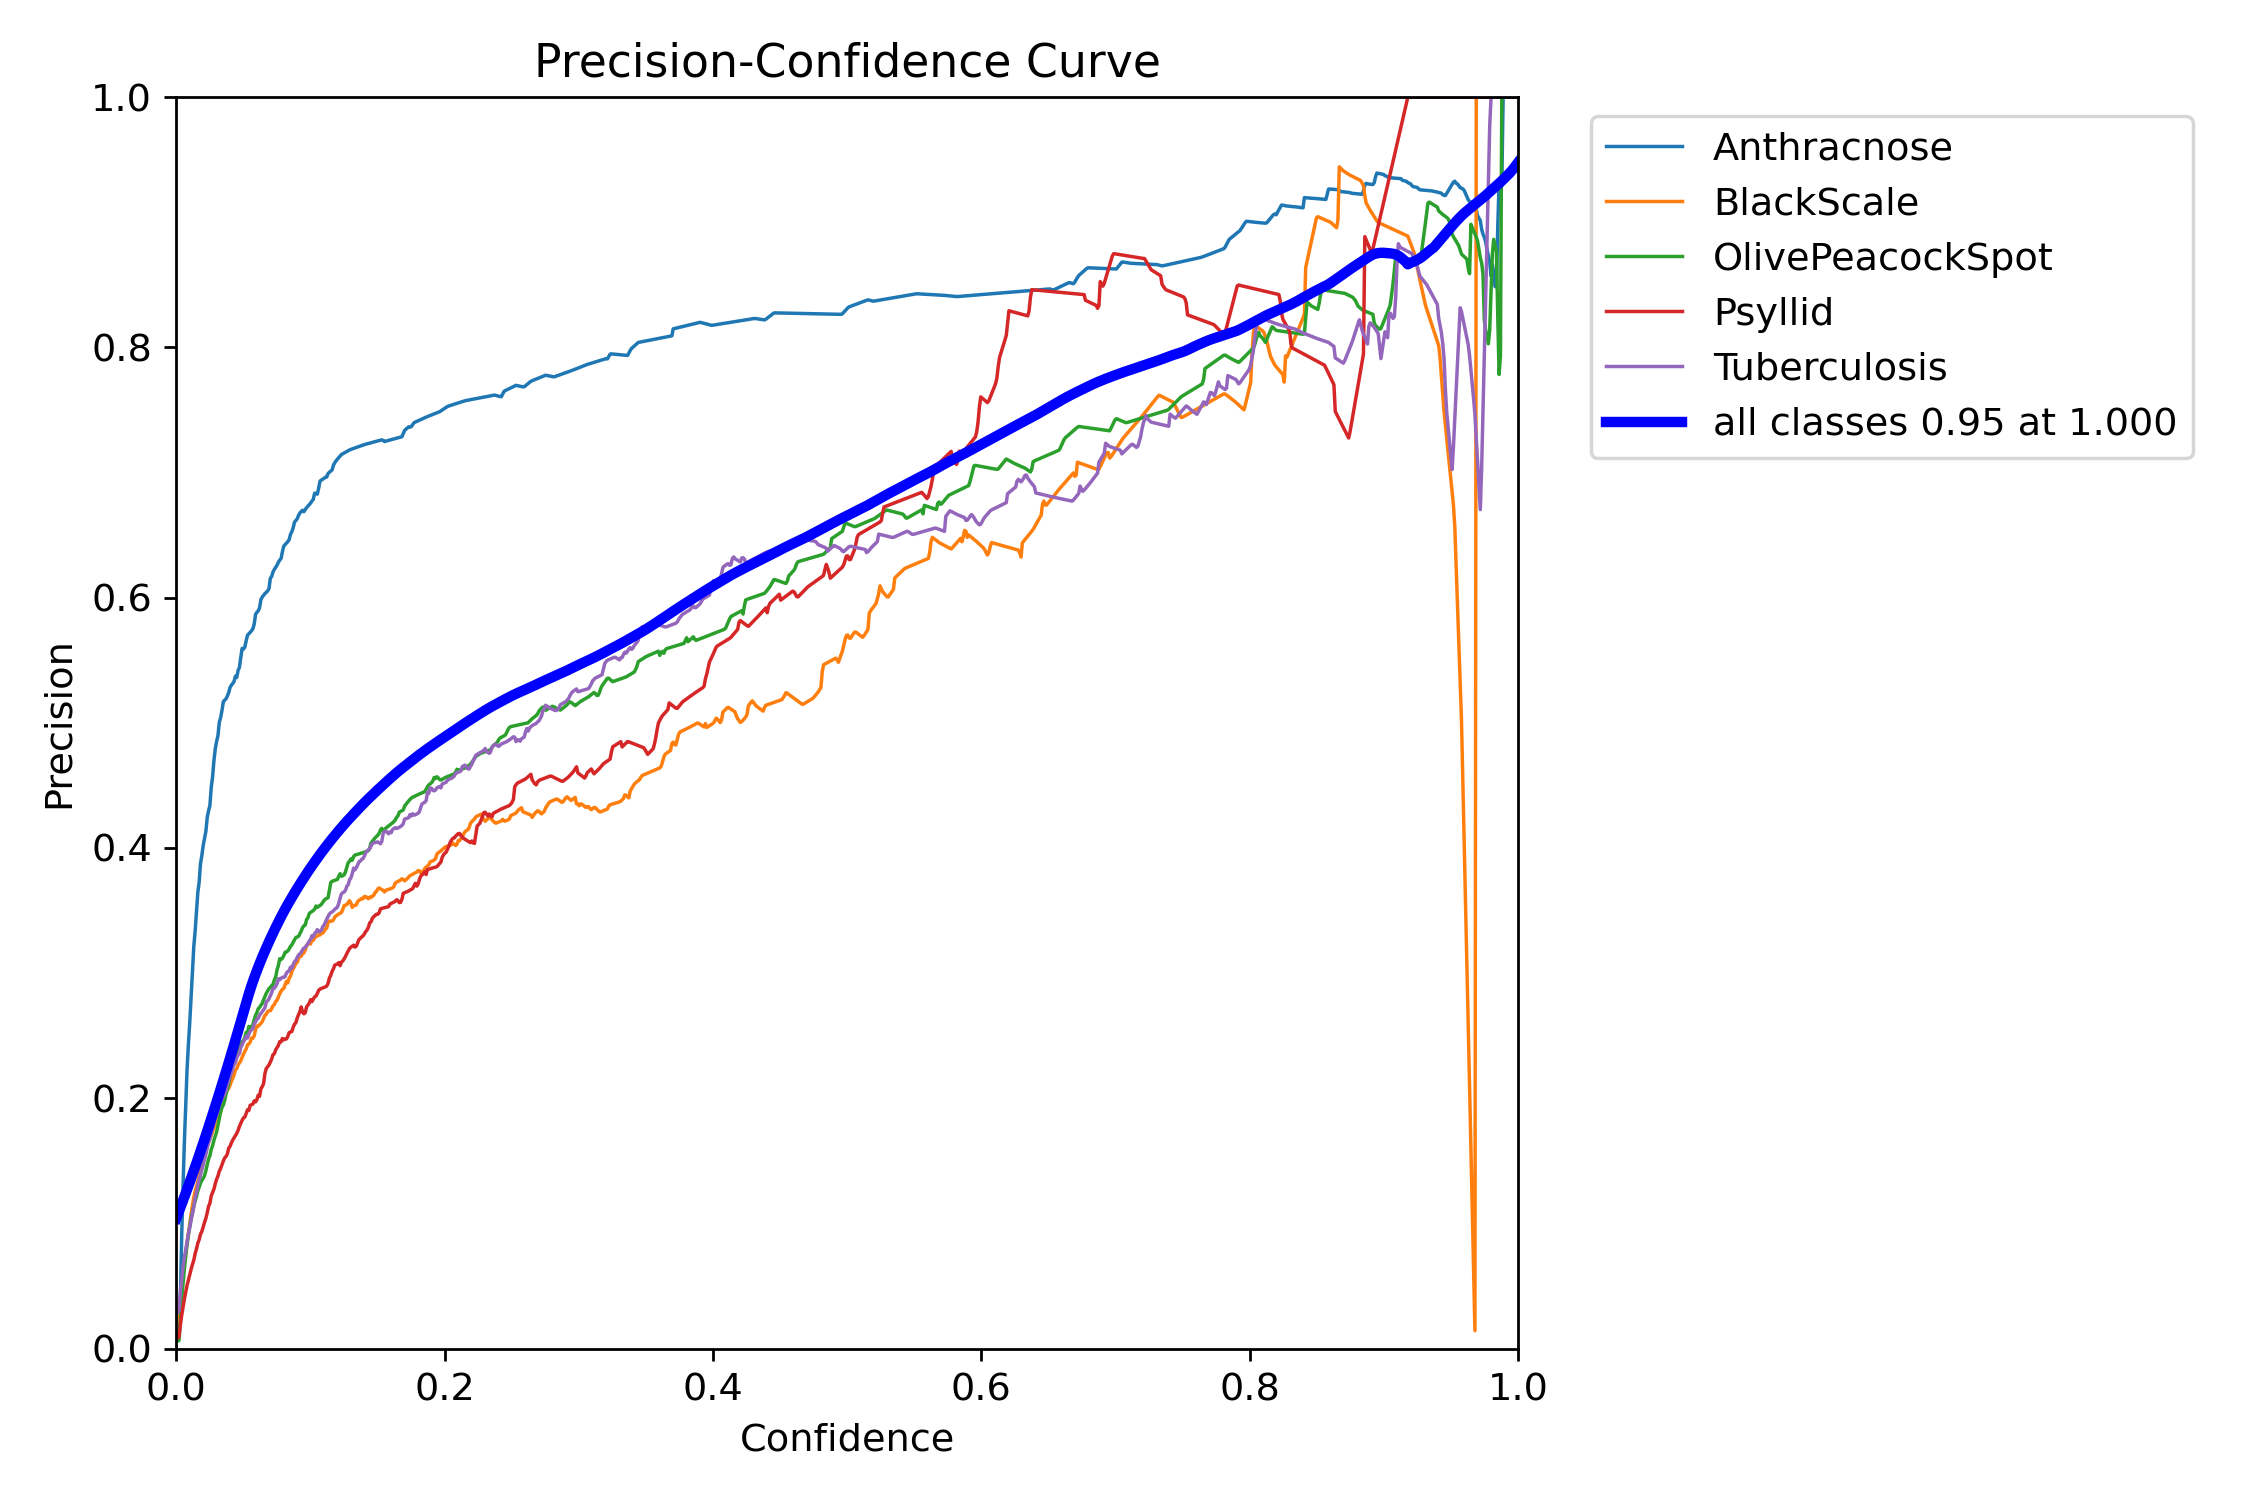 Precision-Confidence Curve
1.0
0.8
0.6
0.4
0.2
0.0
Precision
0.0 0.2 0.4 0.6 0.8 1.0
Confidence
Anthracnose
BlackScale
OlivePeacockSpot
Psyllid
Tuberculosis
all classes 0.95 at 1.000